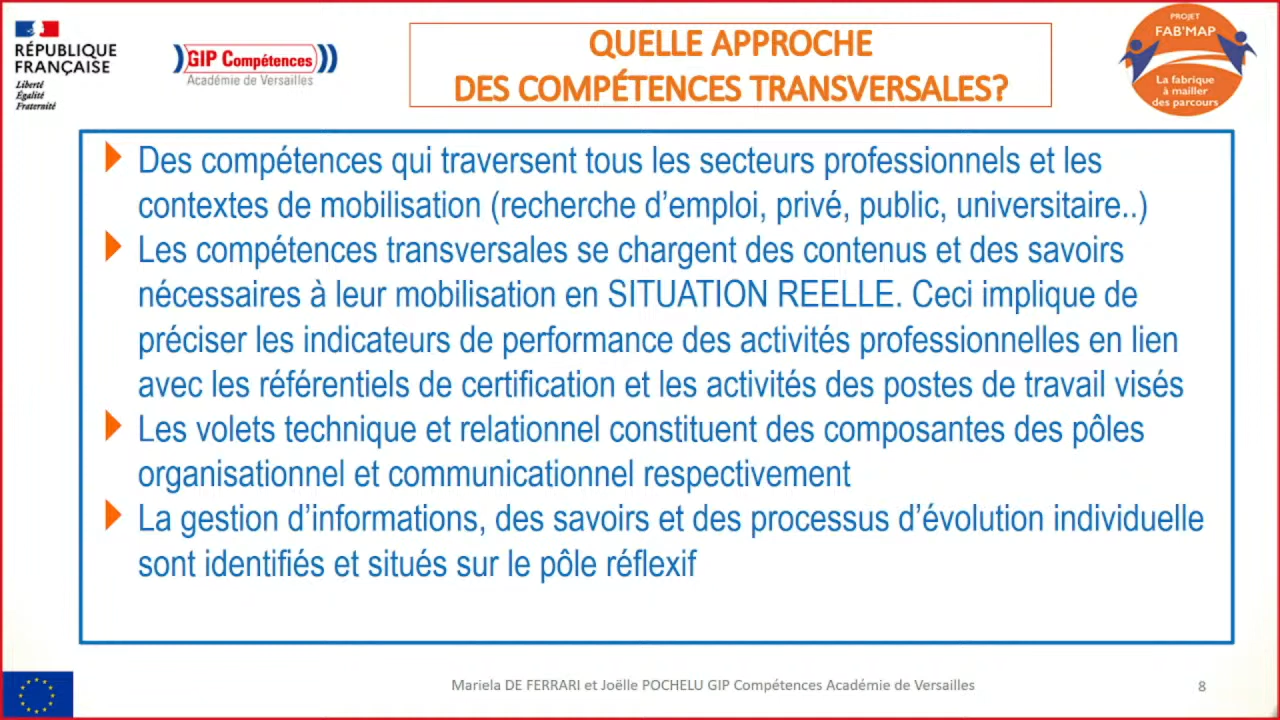 RÉPUBLIQUE
FRANÇAISE
Liberté
Égalité
Fraternité
GIP Compétences
Académie de Versailles
QUELLE APPROCHE
DES COMPÉTENCES TRANSVERSALES?
PROJET
FAB'MAP
La fabrique
à mailler
des parcours
Des compétences qui traversent tous les secteurs professionnels et les
contextes de mobilisation (recherche d'emploi, privé, public, universitaire..)
Les compétences transversales se chargent des contenus et des savoirs
nécessaires à leur mobilisation en SITUATION REELLE. Ceci implique de
préciser les indicateurs de performance des activités professionnelles en lien
avec les référentiels de certification et les activités des postes de travail visés
Les volets technique et relationnel constituent des composantes des pôles
organisationnel et communicationnel respectivement
La gestion d'informations, des savoirs et des processus d'évolution individuelle
sont identifiés et situés sur le pôle réflexif
Mariela DE FERRARI et Joëlle POCHELU GIP Compétences Académie de Versailles
8